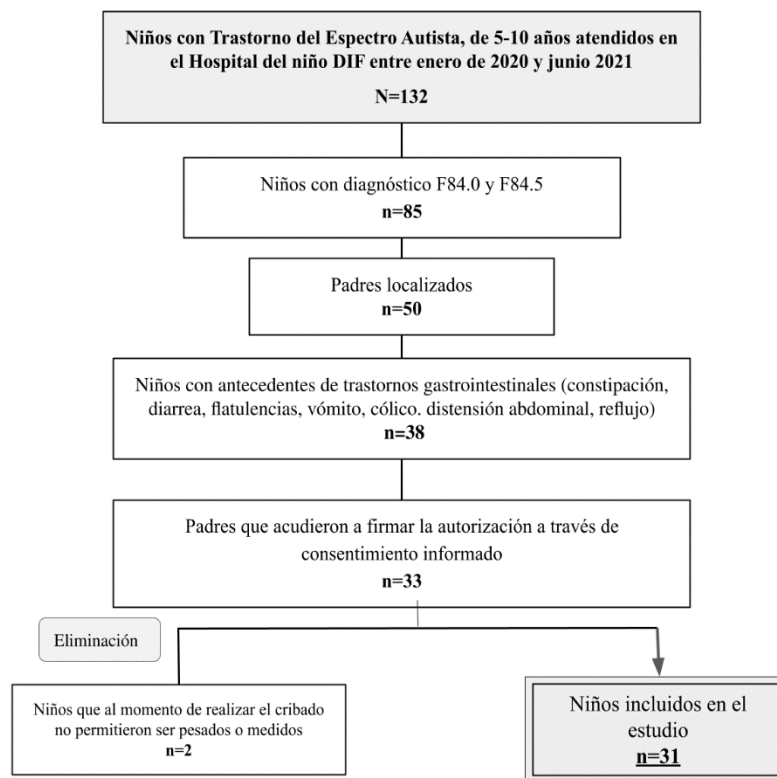 Niños con Trastorno del Espectro Autista, de 5-10 años atendidos en
el Hospital del niño DIF entre enero de 2020 y junio 2021
N=132
Niños con diagnóstico F84.0 y F84.5
n=85
Padres localizados
n=50
Niños con antecedentes de trastornos gastrointestinales (constipación,
diarrea, flatulencias, vómito, cólico. distensión abdominal, reflujo)
n=38
Padres que acudieron a firmar la autorización a través de
consentimiento informado
n=33
Eliminación
Niños que al momento de realizar el cribado
no permitieron ser pesados o medidos
n=2
Niños incluidos en el
estudio
n=31